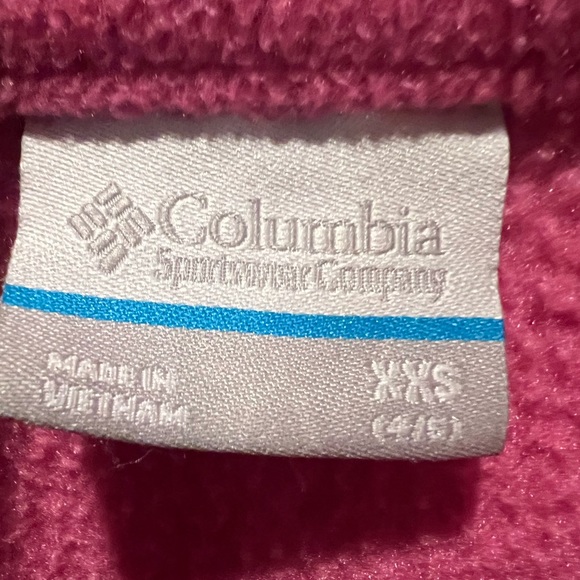 Columbia
Sportswear Company
MADE IN
VIETNAM
XXS
(4/5)